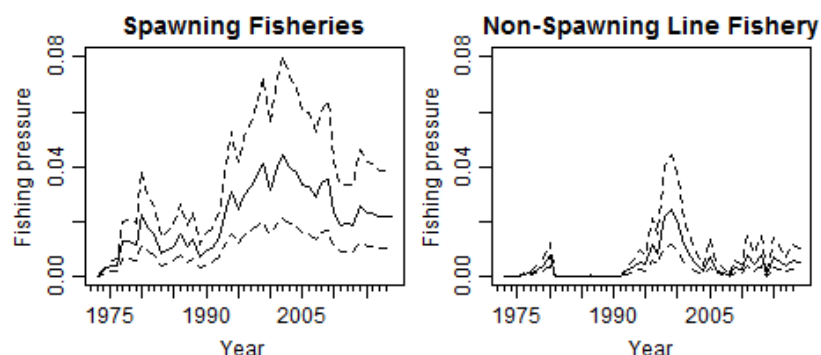 Spawning Fisheries
Fishing pressure
0.08
0.04
0.00
1975 1990 2005
Year
Non-Spawning Line Fishery
Fishing pressure
0.08
0.04
0.00
1975 1990 2005
Year